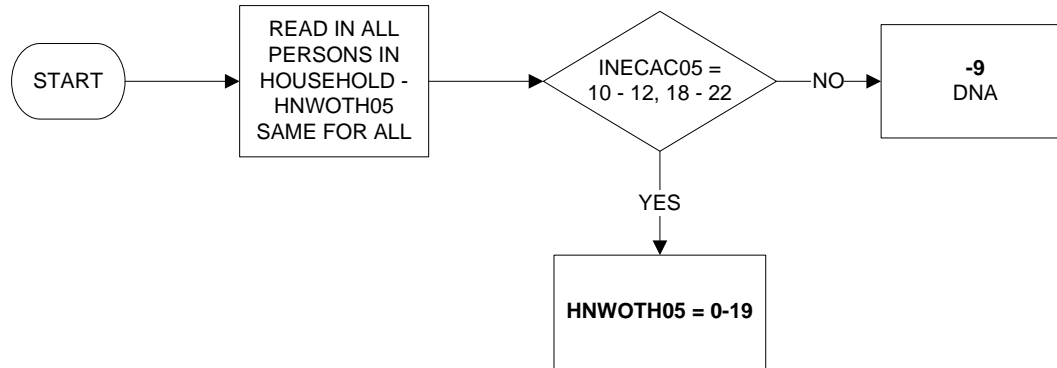 START
READ IN ALL
PERSONS IN
HOUSEHOLD -
HNWOTH05
SAME FOR ALL
INECAC05 =
10 - 12, 18 - 22
NO
-9
DNA
YES
HNWOTH05 = 0-19